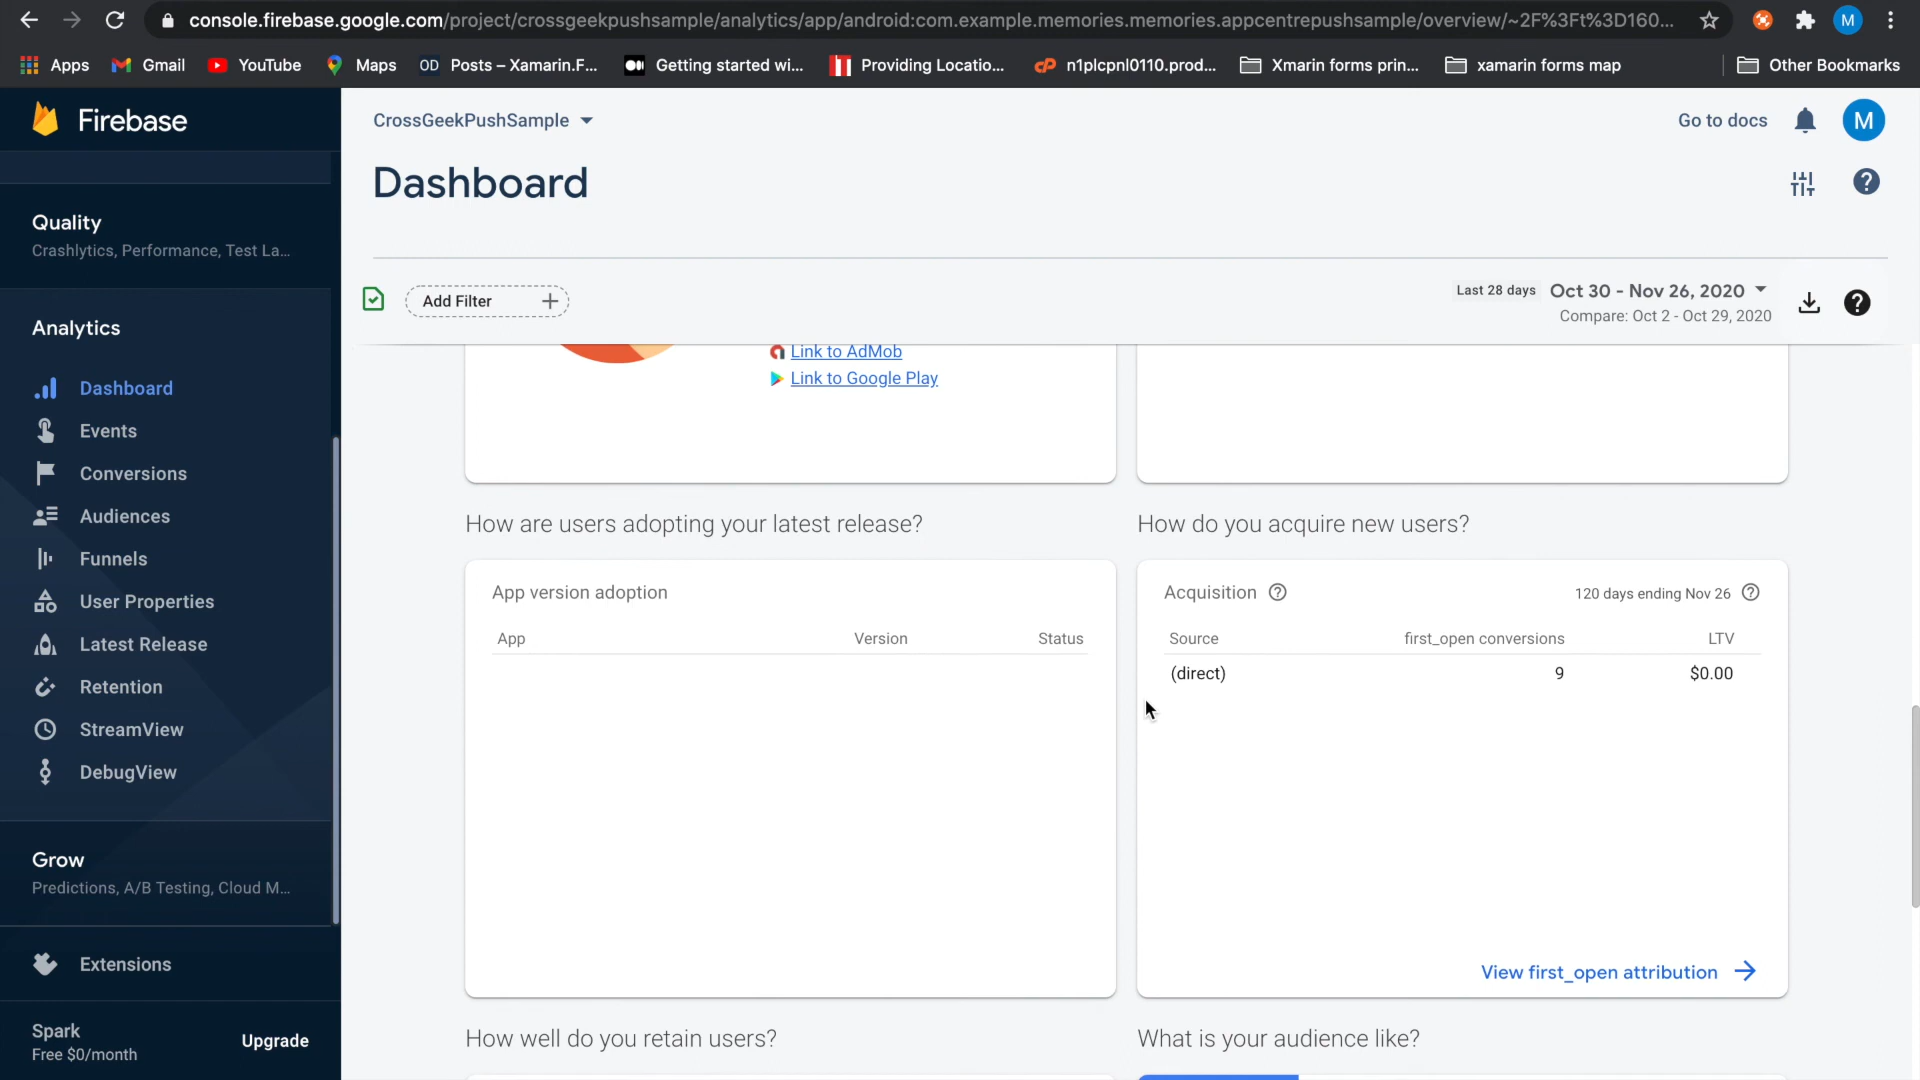 console.firebase.google.com/project/crossgeekpushsample/analytics/app/android:com.example.memories.memories.appcentrepushsample/overview/~2F%3Ft%3D160...
M
Apps
Gmail
YouTube
Maps
OD Posts – Xamarin.F...
Getting started wi...
Providing Locatio...
cP n1plcpnl0110.prod...
Xmarin forms prin...
xamarin forms map
Other Bookmarks
Firebase
CrossGeekPushSample
Go to docs
M
Dashboard
Quality
Crashlytics, Performance, Test La...
Add Filter
Last 28 days
Oct 30 - Nov 26, 2020
Compare: Oct 2 - Oct 29, 2020
Analytics
Dashboard
Events
Conversions
Audiences
Funnels
User Properties
Latest Release
Retention
StreamView
DebugView
Grow
Predictions, A/B Testing, Cloud M...
Extensions
Spark
Free $0/month
Upgrade
Link to AdMob
Link to Google Play
How are users adopting your latest release?
App version adoption
App Version Status
How do you acquire new users?
Acquisition
120 days ending Nov 26
Source first_open conversions LTV
(direct) 9 $0.00
View first_open attribution
How well do you retain users?
What is your audience like?